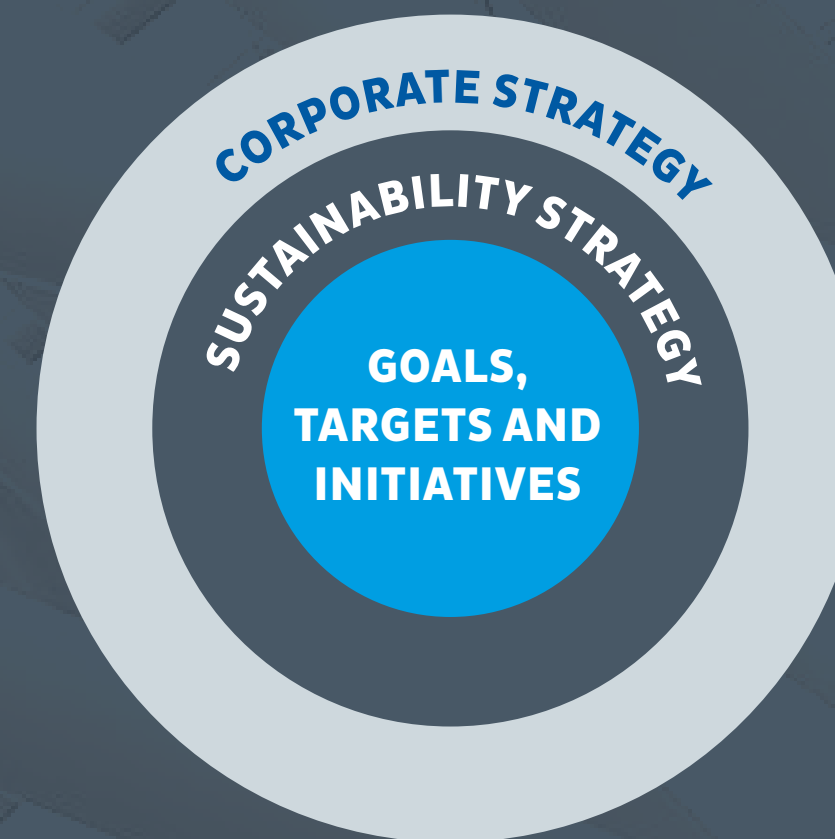 CORPORATE STRATEGY
SUSTAINABILITY STRATEGY
GOALS,
TARGETS AND
INITIATIVES